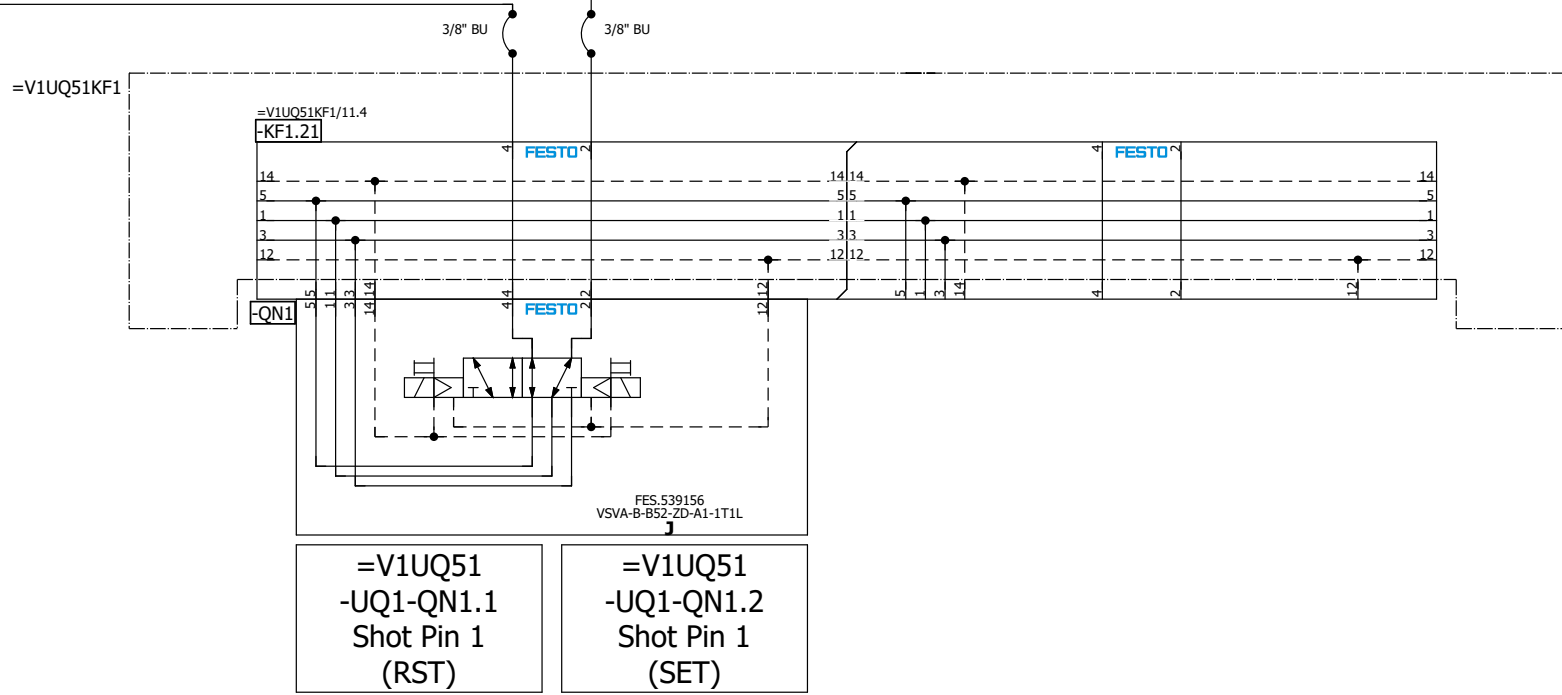 3/8" BU 3/8" BU
=V1UQ51KF1
=V1UQ51KF1/11.4
-KF1.21
4 FESTO 2 4 FESTO 2
14 14 14 14
5 5 5 5
1 1 1 1
3 3 3 3
12 12 12 12
5 1 3 14 4 2 12 5 1 3 14 4 2 12
-QN1
5 1 3 14 4 FESTO 2 12
FES.539156
VSVA-B-B52-ZD-A1-1T1L
J
=V1UQ51
-UQ1-QN1.1
Shot Pin 1
(RST)
=V1UQ51
-UQ1-QN1.2
Shot Pin 1
(SET)